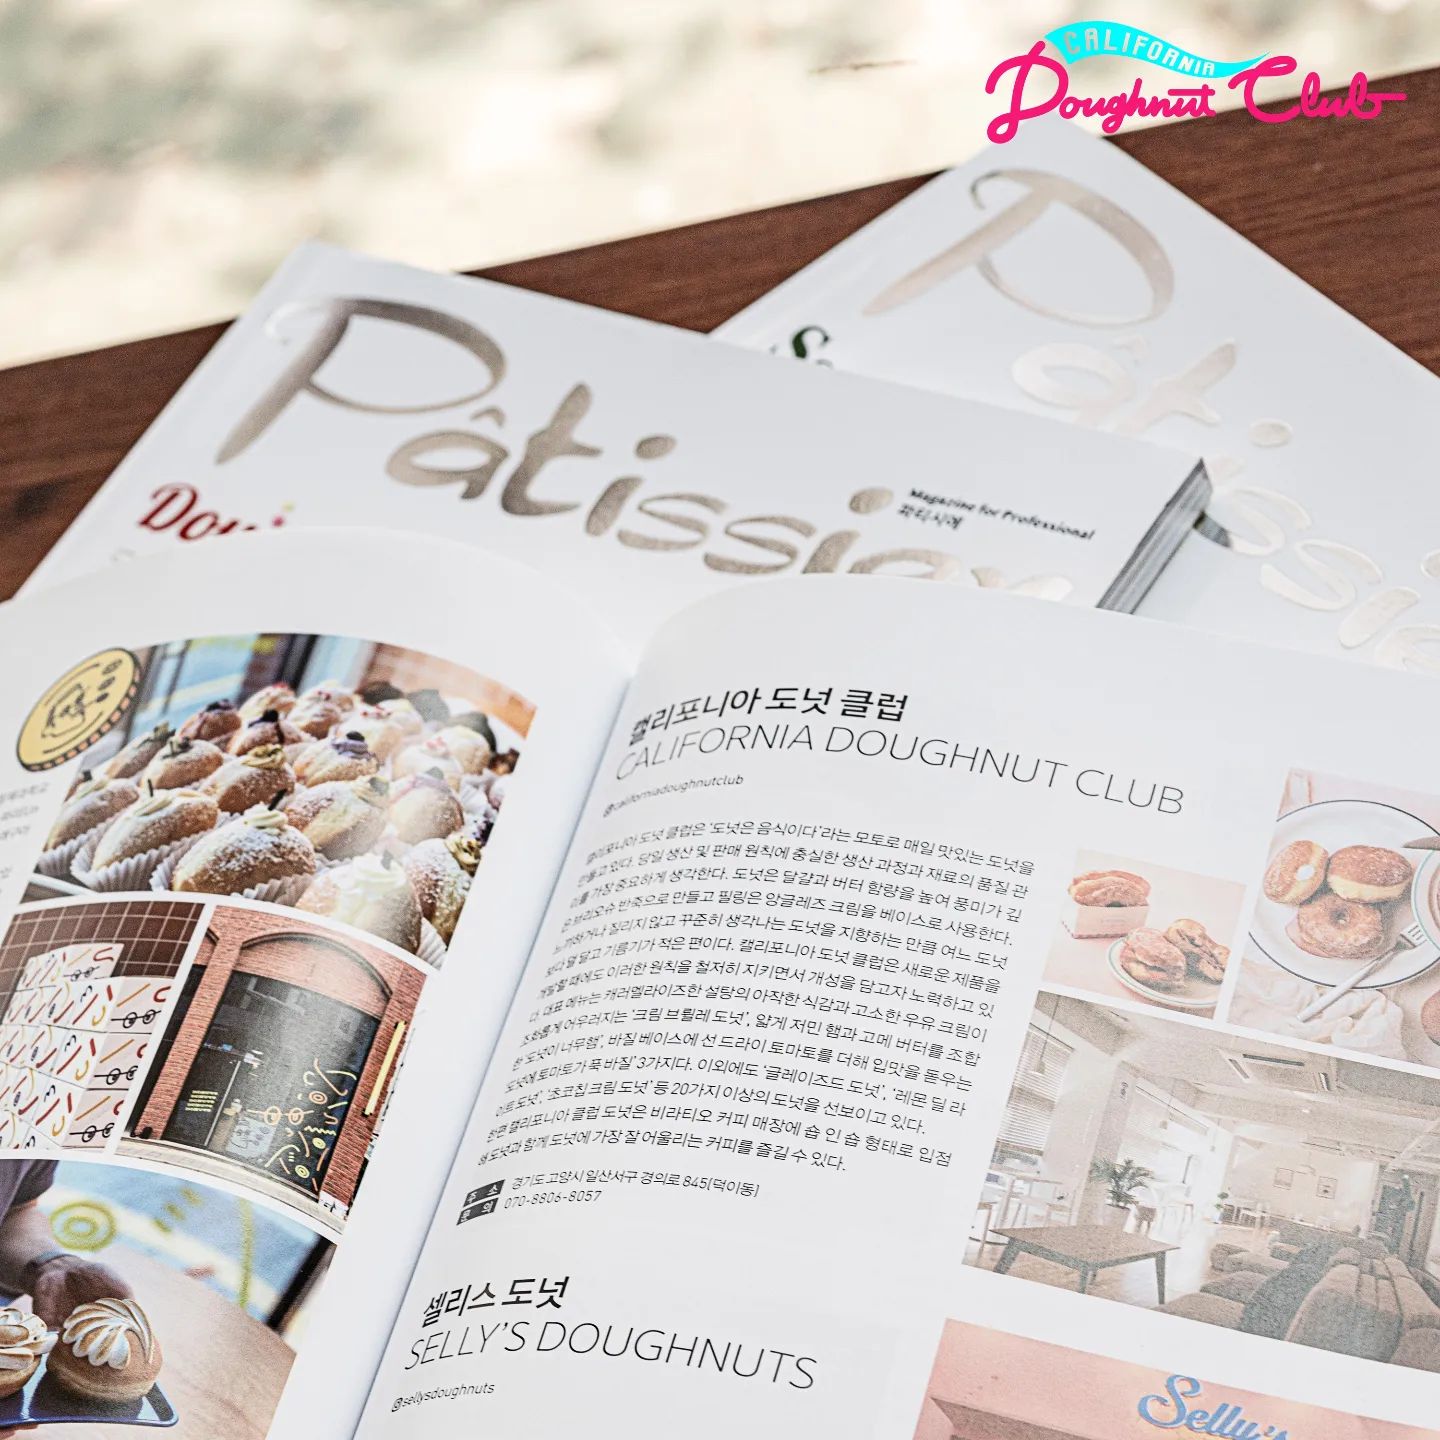 CALIFORNIA
Doughnut Club
Pâtissier
Magazine for Professional
파티시에
캘리포니아 도넛 클럽
CALIFORNIA DOUGHNUT CLUB
@californiadoughnutclub
캘리포니아 도넛 클럽은 ‘도넛은 음식이다’라는 모토로 매일 맛있는 도넛을
만들고 있다. 당일 생산 및 판매 원칙에 충실한 생산 과정과 재료의 품질 관
리를 가장 중요하게 생각한다. 도넛은 달걀과 버터 함량을 높여 풍미가 깊
은 브리오슈 반죽으로 만들고 필링은 앙글레즈 크림을 베이스로 사용한다.
느끼하거나 질리지 않고 꾸준히 생각나는 도넛을 지향하는 만큼 여느 도넛
보다 덜 달고 기름기가 적은 편이다. 캘리포니아 도넛 클럽은 새로운 제품을
개발할 때에도 이러한 원칙을 철저히 지키면서 개성을 담고자 노력하고 있
다. 대표 메뉴는 캐러멜라이즈한 설탕의 아작한 식감과 고소한 우유 크림이
조화롭게 어우러지는 ‘크림 브륄레 도넛’, 얇게 저민 햄과 고메 버터를 조합
한 ‘도넛이 너무햄’, 바질 베이스에 선 드라이 토마토를 더해 입맛을 돋우는
‘도넛에 토마토가 푹 바질’ 3가지다. 이외에도 ‘글레이즈드 도넛’, ‘레몬 딜 라
이트 도넛’, ‘초코칩 크림 도넛’ 등 20가지 이상의 도넛을 선보이고 있다.
한편 캘리포니아 클럽 도넛은 비라티오 커피 매장에 숍 인 숍 형태로 입점
해 도넛과 함께 도넛에 가장 잘 어울리는 커피를 즐길 수 있다.
주 소 경기도 고양시 일산서구 경의로 845(덕이동)
문 의 070-8806-8057
셀리스 도넛
SELLY’S DOUGHNUTS
@sellysdoughnuts
Selly's